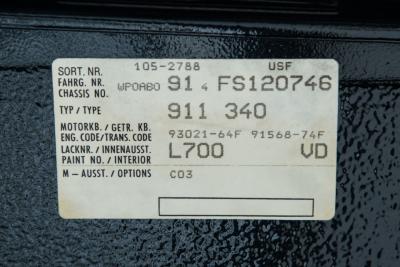 SORT. NR. 105-2788 USF
FAHRG. NR. WPOABO 91 4 FS120746
CHASSIS NO.
TYP / TYPE 911 340
MOTORKB. / GETR. KB. 93021-64F 91568-74F
ENG. CODE/TRANS. CODE
LACKNR. / INNENAUSST. L700 VD
PAINT NO. / INTERIOR
M - AUSST. / OPTIONS C03